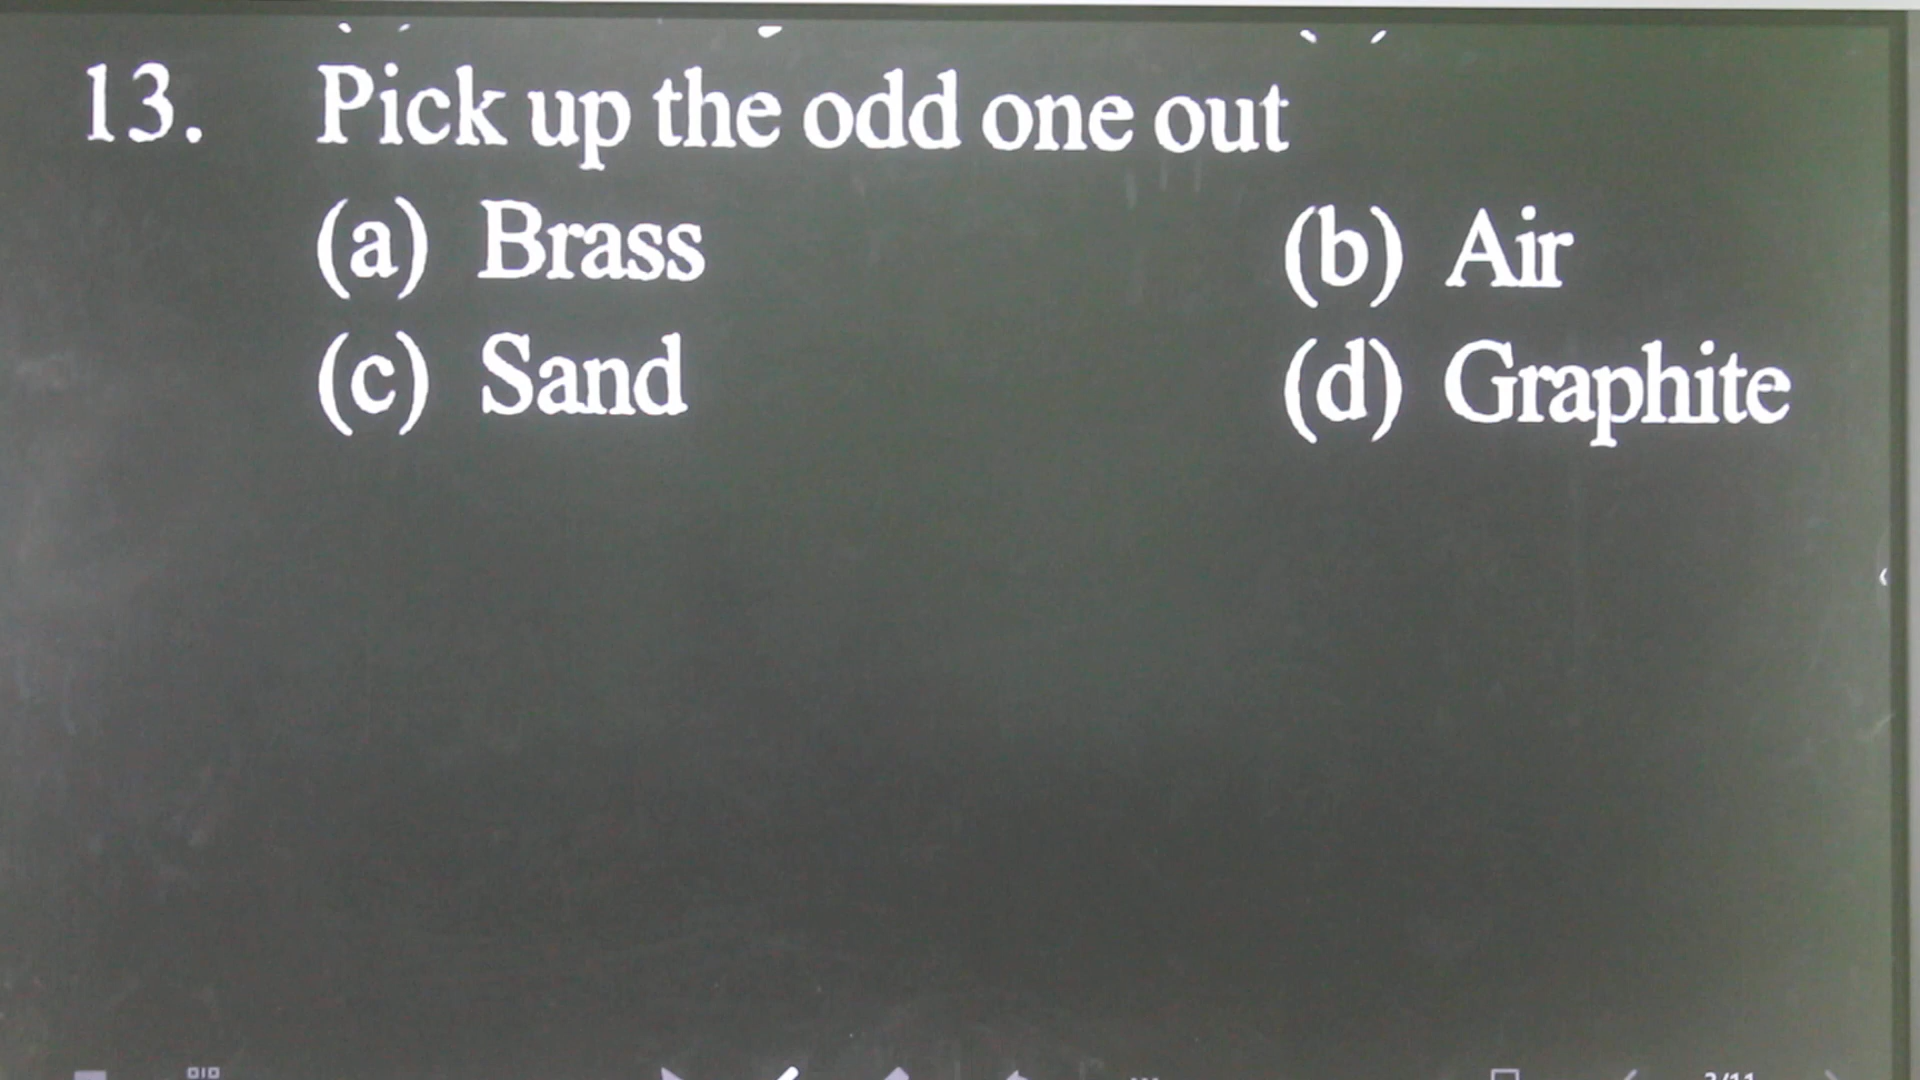 13. Pick up the odd one out
(a) Brass (b) Air
(c) Sand (d) Graphite